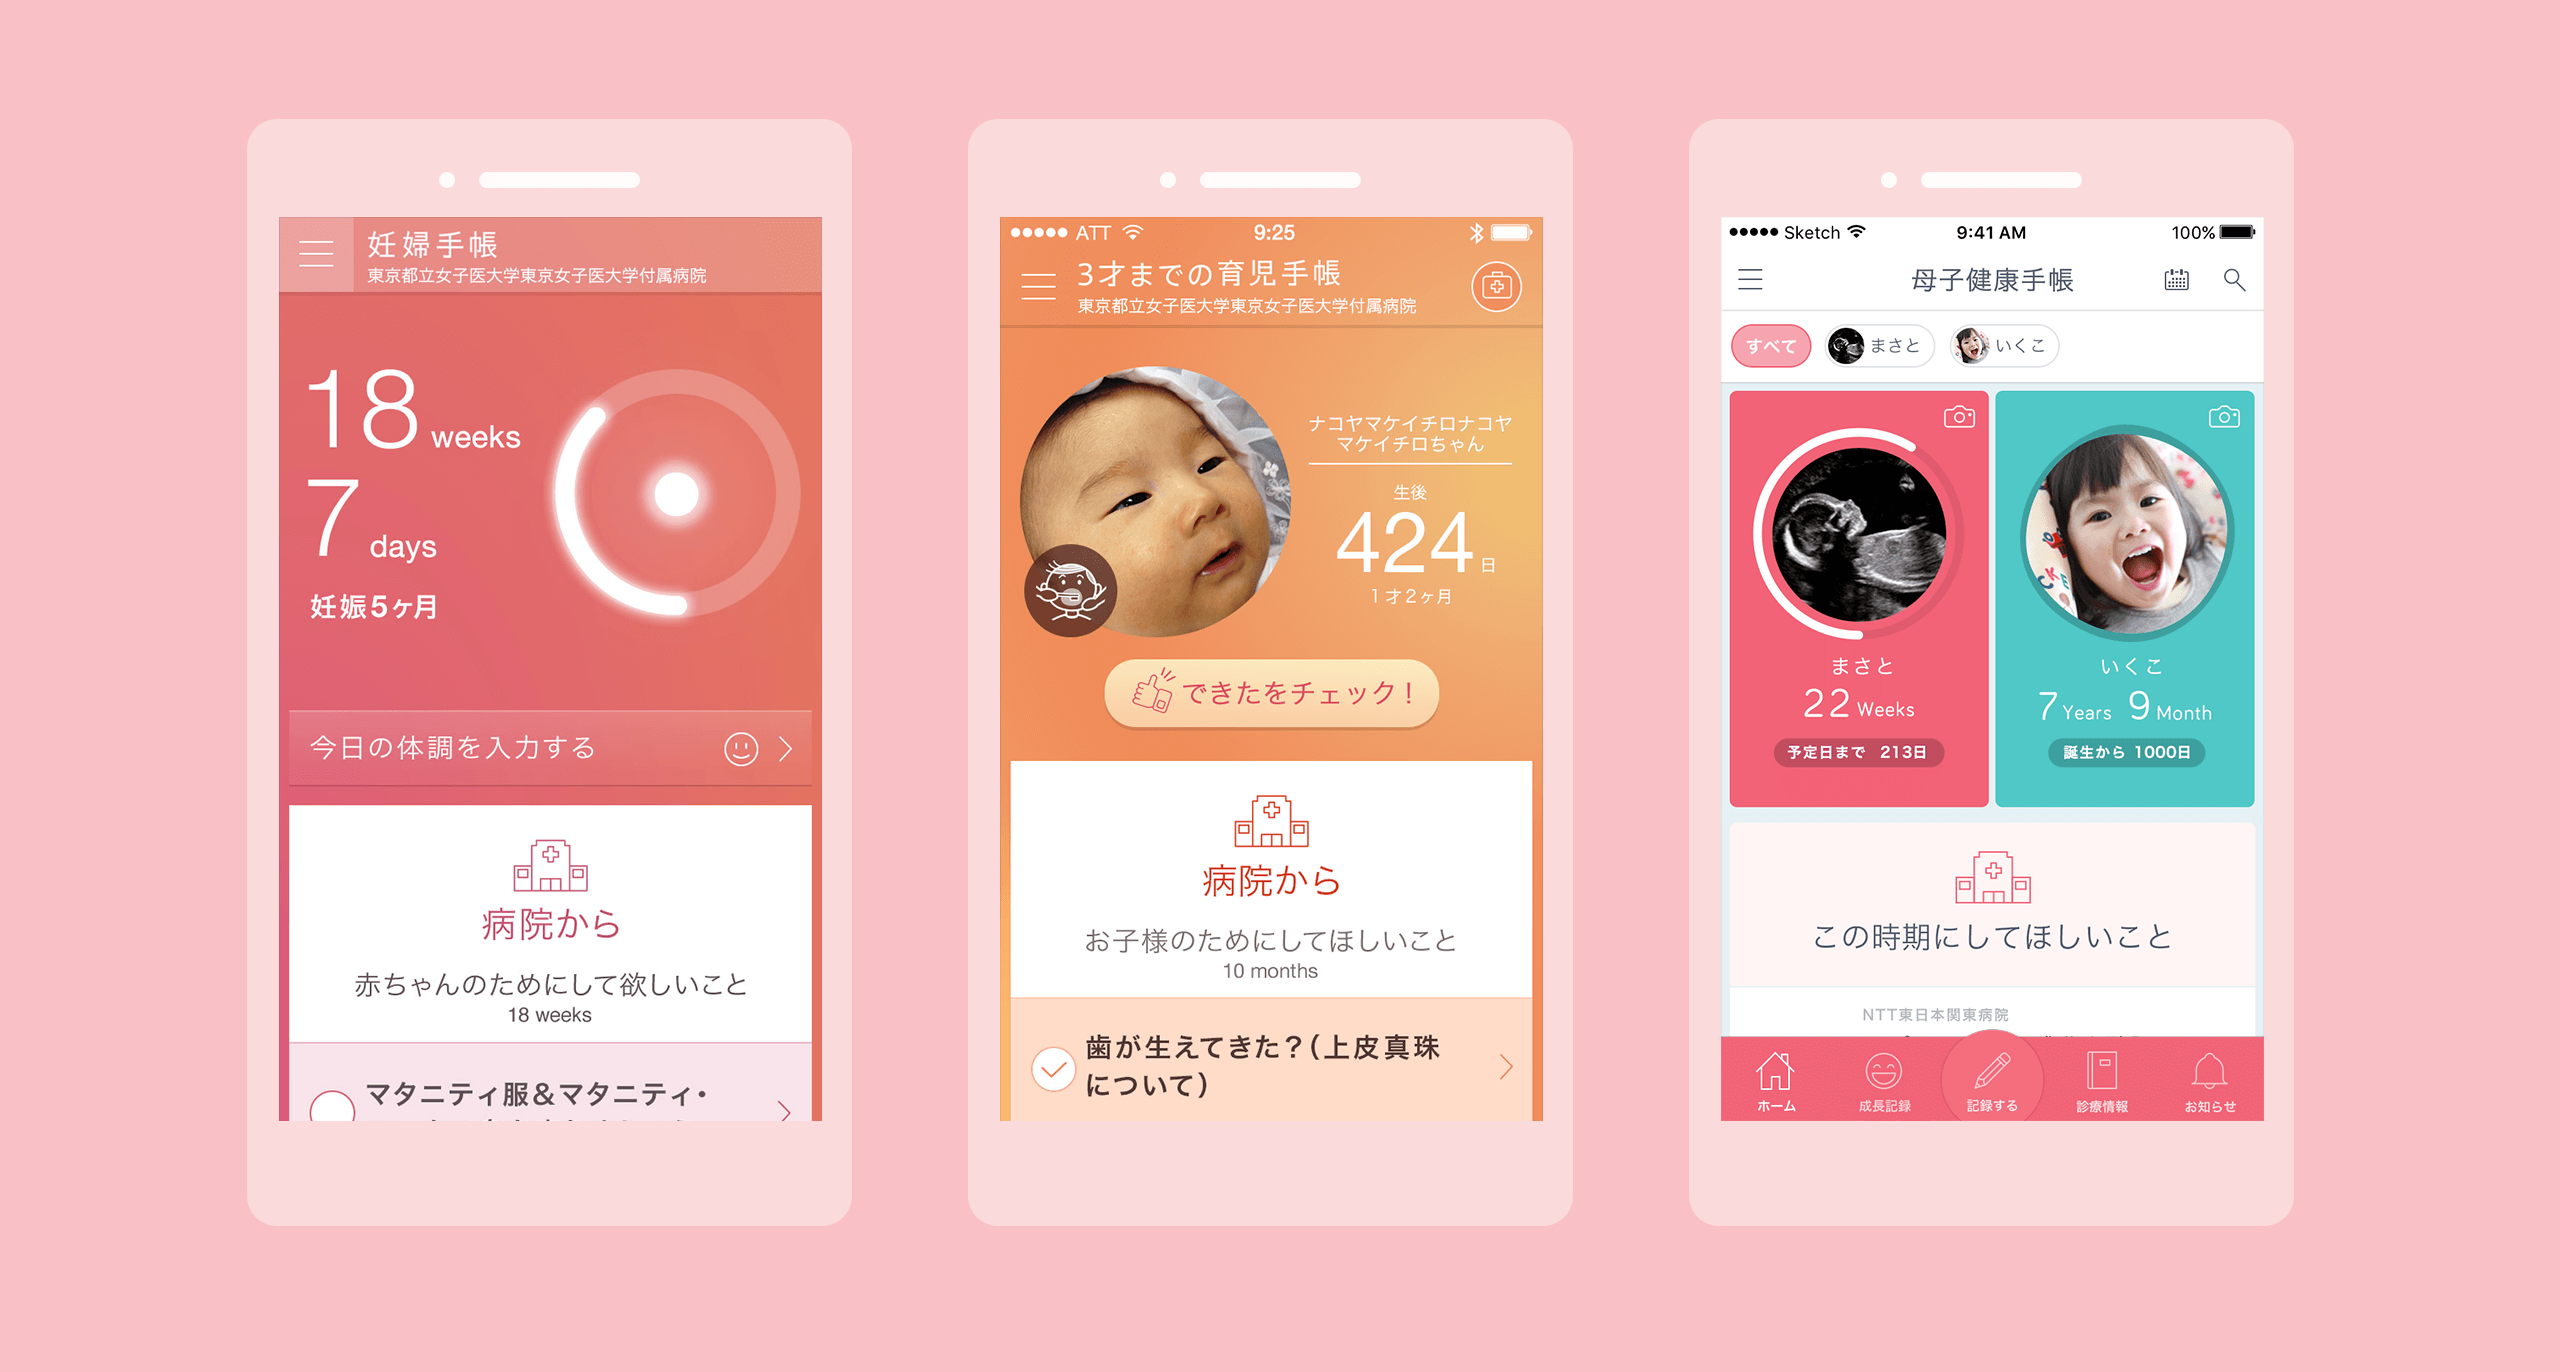 妊婦手帳
東京都立女子医大学東京女子医大学付属病院
18 weeks
7 days
妊娠5ヶ月
今日の体調を入力する
病院から
赤ちゃんのためにして欲しいこと
18 weeks
マタニティ服&マタニティ・
ATT 9:25
3才までの育児手帳
東京都立女子医大学東京女子医大学付属病院
ナコヤマケイチロナコヤ
マケイチロちゃん
生後
424日
1才2ヶ月
できたをチェック!
病院から
お子様のためにしてほしいこと
10 months
歯が生えてきた?(上皮真珠
について)
Sketch 9:41 AM 100%
母子健康手帳
すべて まさと いくこ
CKE
まさと
22 Weeks
予定日まで 213日
いくこ
7 Years 9 Month
誕生から 1000日
この時期にしてほしいこと
NTT東日本関東病院
ホーム 成長記録 記録する 診療情報 お知らせ